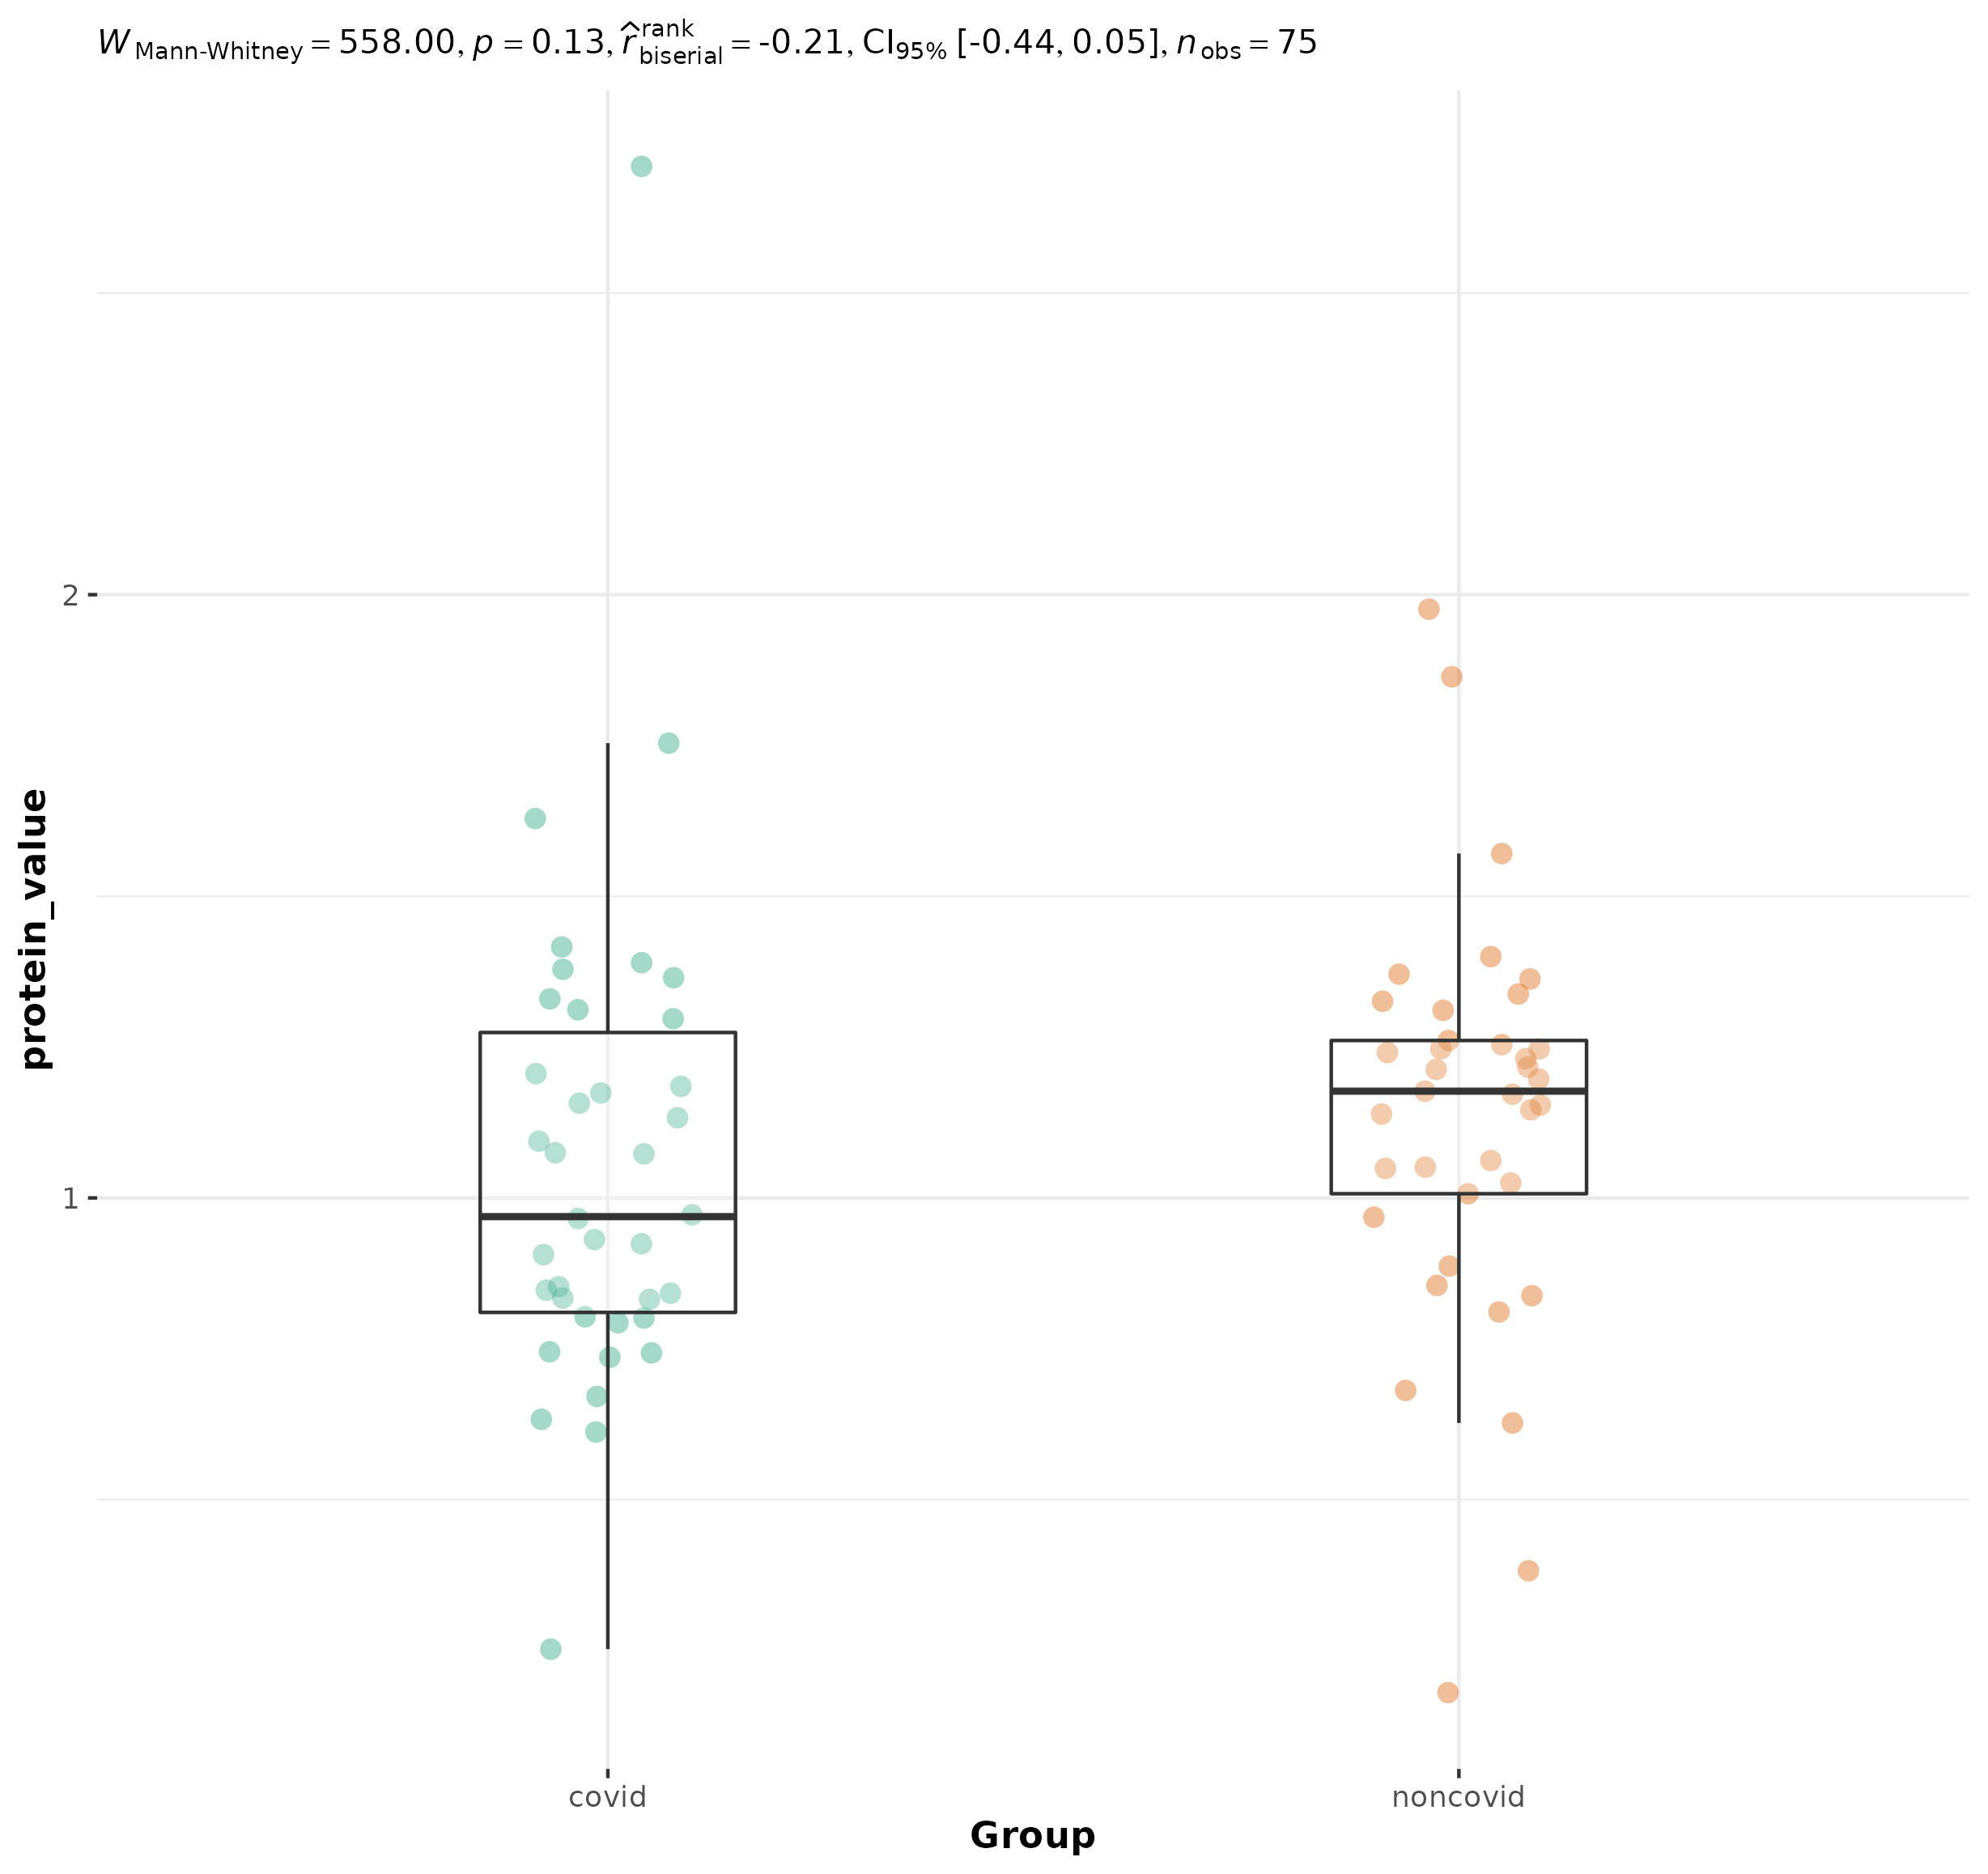 W Mann-Whitney = 558.00, p = 0.13, r̂ rank biserial = -0.21, CI95% [-0.44, 0.05], n obs = 75
protein_value
2
1
covid noncovid
Group